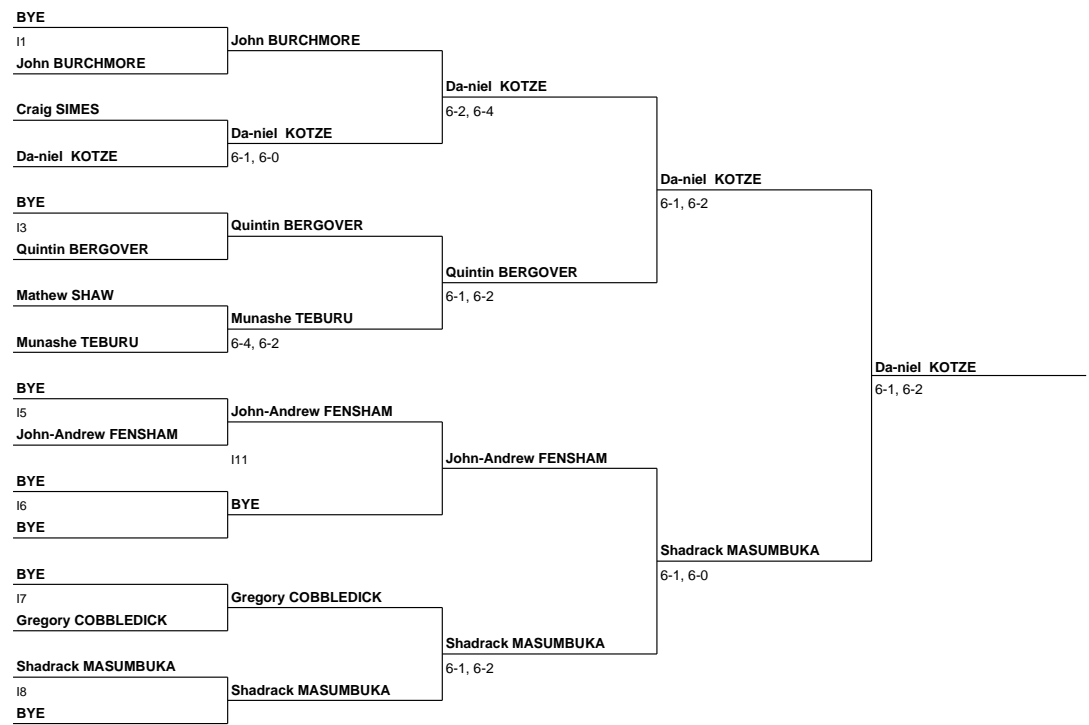 BYE
I1
John BURCHMORE
Craig SIMES
Da-niel  KOTZE
BYE
I3
Quintin BERGOVER
Mathew SHAW
Munashe TEBURU
BYE
I5
John-Andrew FENSHAM
BYE
I6
BYE
BYE
I7
Gregory COBBLEDICK
Shadrack MASUMBUKA
I8
BYE
John BURCHMORE
Da-niel  KOTZE
6-1, 6-0
Quintin BERGOVER
Munashe TEBURU
6-4, 6-2
John-Andrew FENSHAM
I11
BYE
Gregory COBBLEDICK
Shadrack MASUMBUKA
Da-niel  KOTZE
6-2, 6-4
Quintin BERGOVER
6-1, 6-2
John-Andrew FENSHAM
Shadrack MASUMBUKA
6-1, 6-2
Da-niel  KOTZE
6-1, 6-2
Shadrack MASUMBUKA
6-1, 6-0
Da-niel  KOTZE
6-1, 6-2